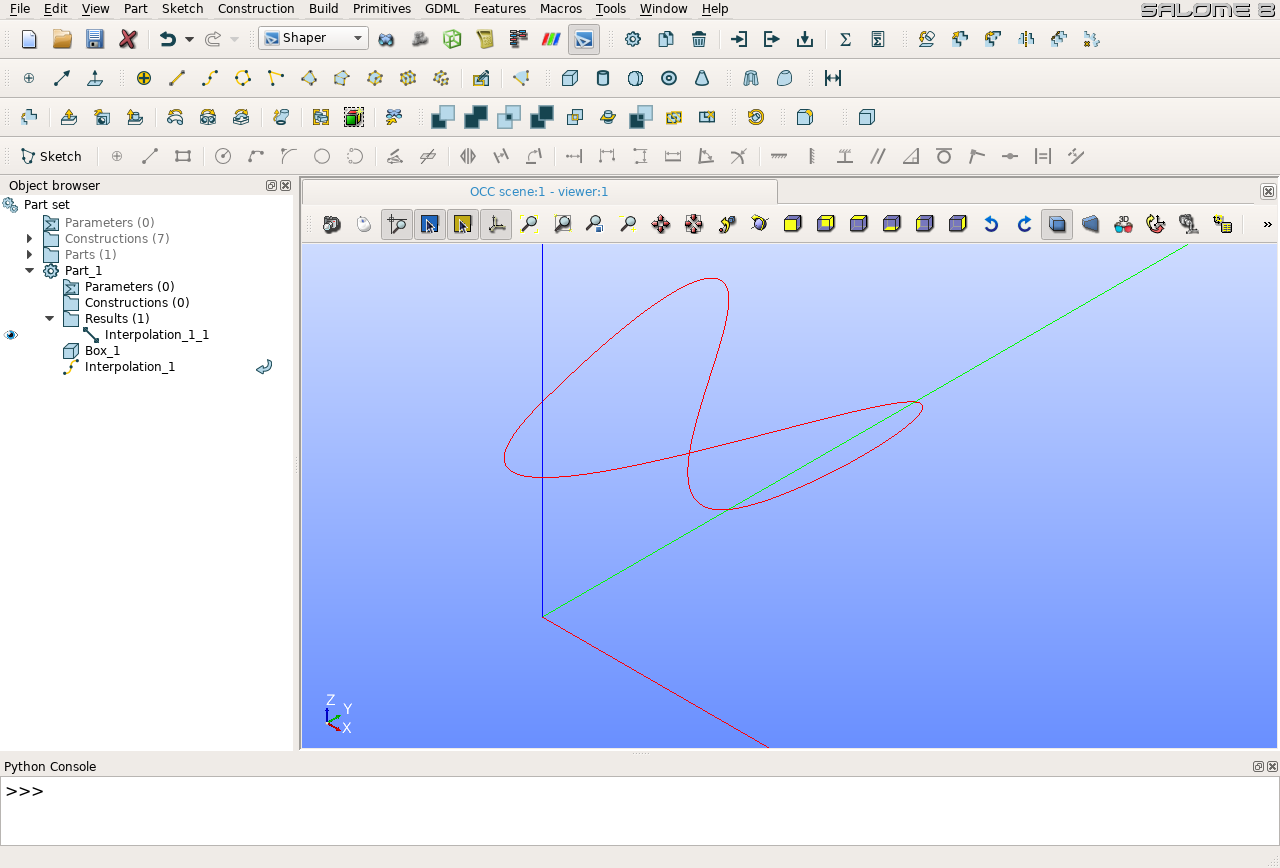 File Edit View Part Sketch Construction Build Primitives GDML Features Macros Tools Window Help
SALOME 8
Shaper
Sketch
Object browser
Part set
Parameters (0)
Constructions (7)
Parts (1)
Part_1
Parameters (0)
Constructions (0)
Results (1)
Interpolation_1_1
Box_1
Interpolation_1
OCC scene:1 - viewer:1
»
Z
Y
X
Python Console
>>>